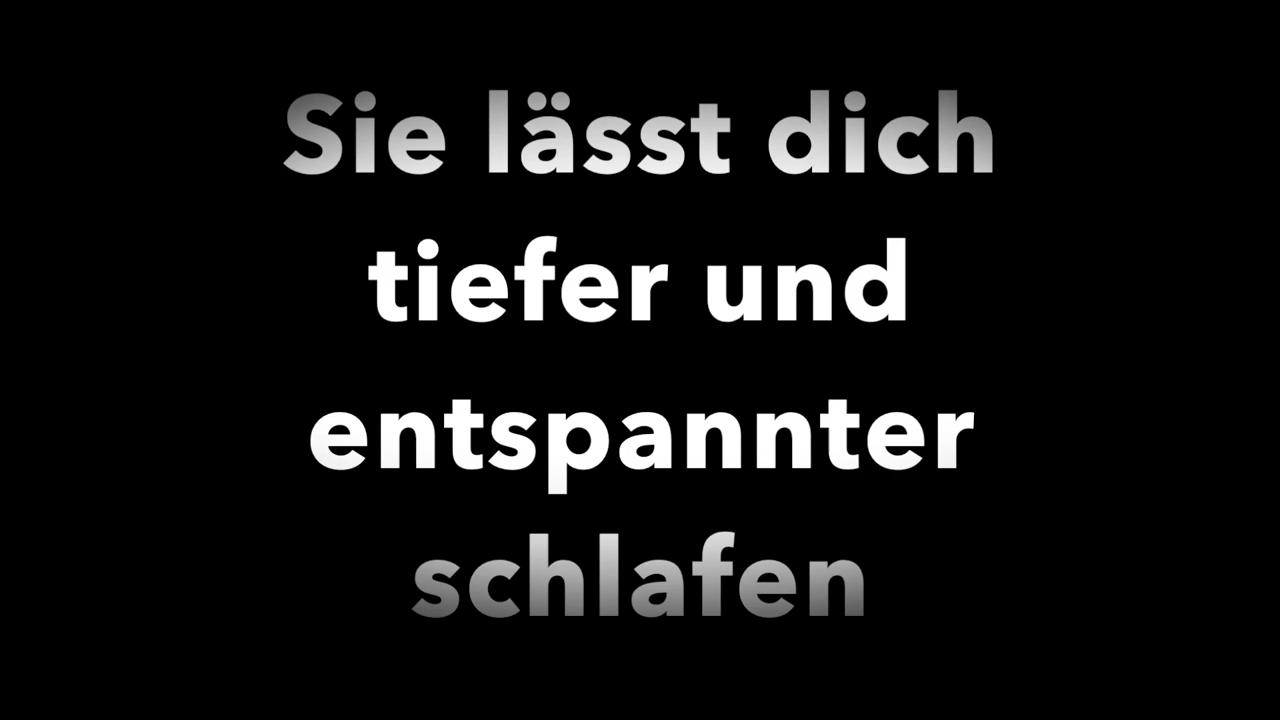 Sie lässt dich
tiefer und
entspannter
schlafen